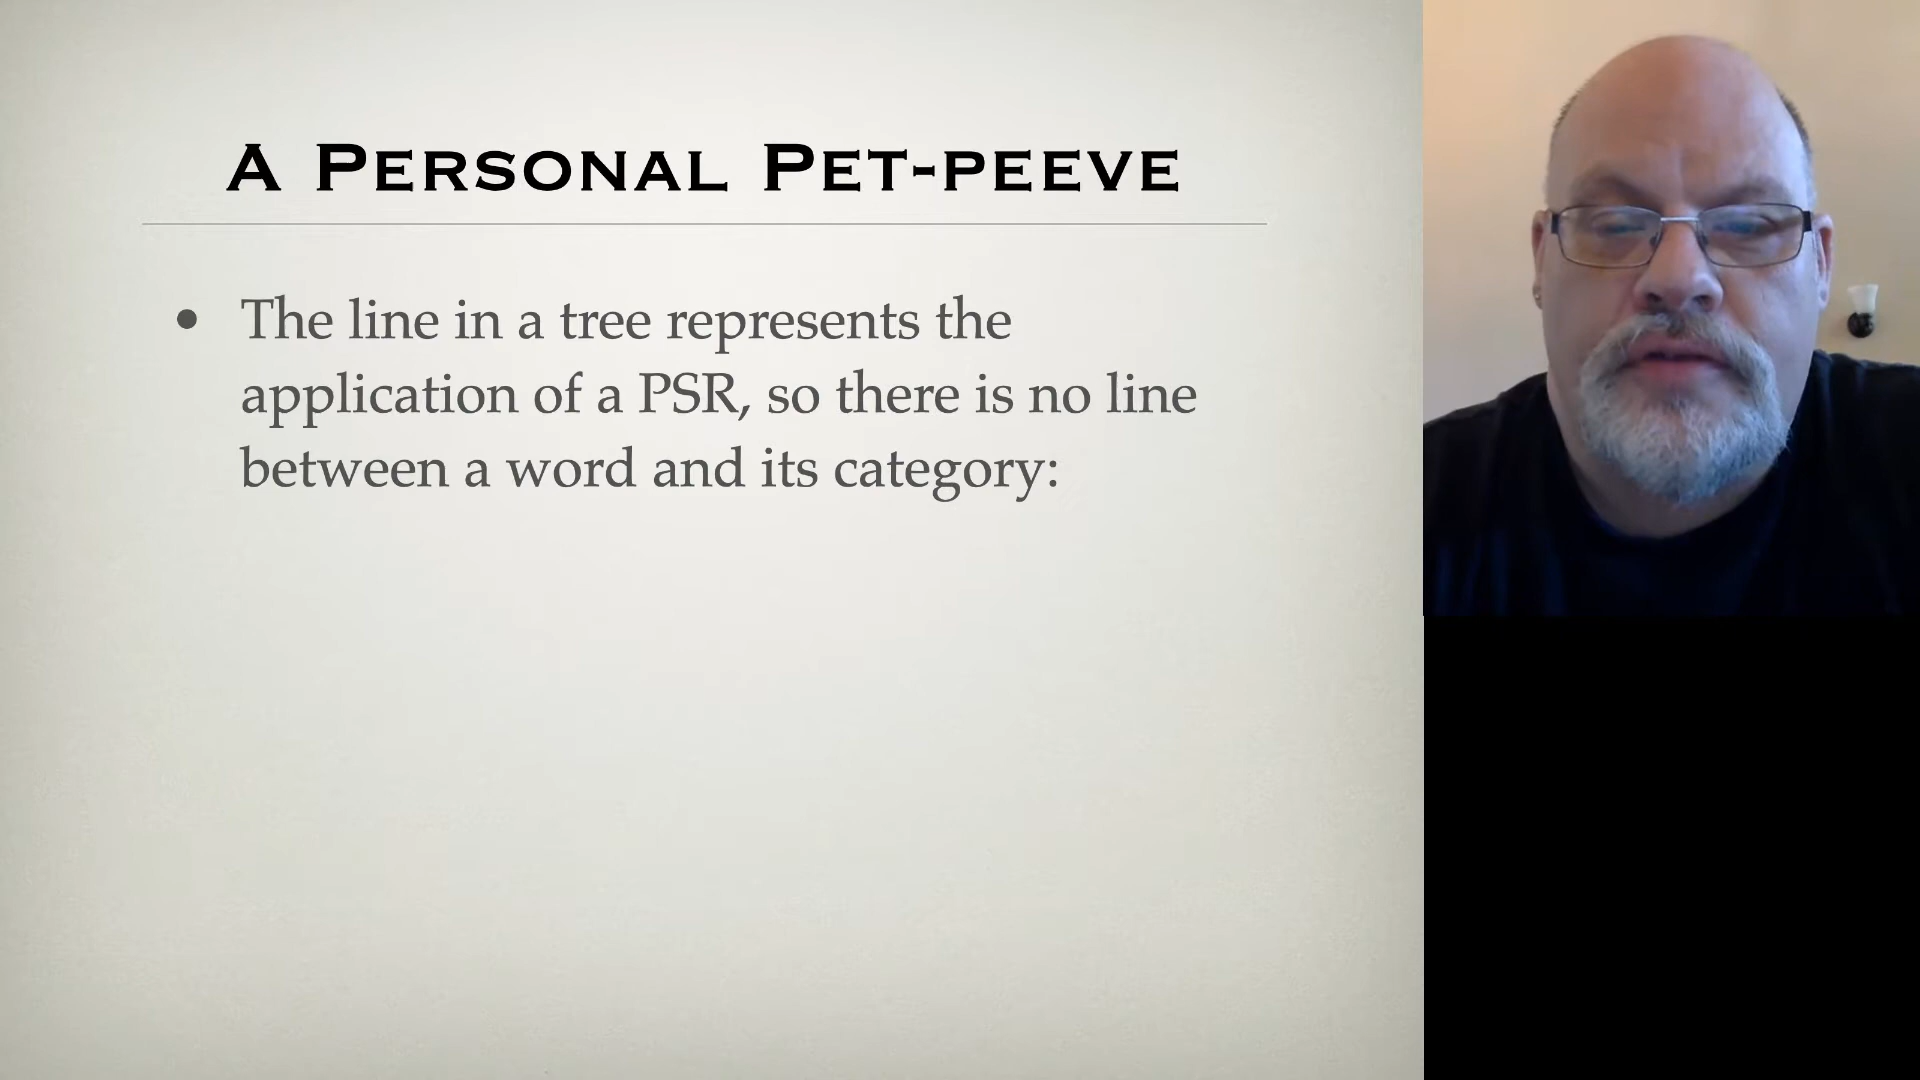 A Personal Pet-peeve
• The line in a tree represents the
application of a PSR, so there is no line
between a word and its category: